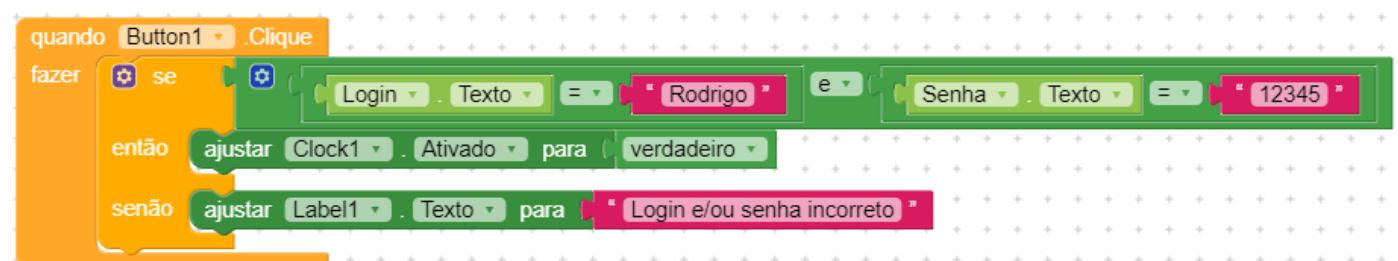 quando Button1 .Clique
fazer se Login . Texto = " Rodrigo " e Senha . Texto = " 12345 "
então ajustar Clock1 . Ativado para verdadeiro
senão ajustar Label1 . Texto para " Login e/ou senha incorreto "